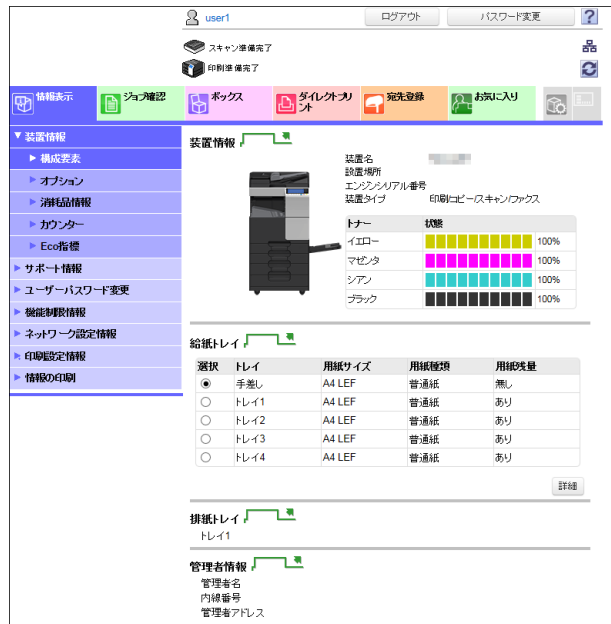 user1
ログアウト
パスワード変更
?
スキャン準備完了
印刷準備完了
情報表示
ジョブ確認
ボックス
ダイレクトプリ
ント
宛先登録
お気に入り
▼装置情報
▶構成要素
▶オプション
▶消耗品情報
▶カウンター
▶Eco指標
▶サポート情報
▶ユーザーパスワード変更
▶機能制限情報
▶ネットワーク設定情報
▶印刷設定情報
▶情報の印刷
装置情報
装置名
設置場所
エンジンシリアル番号
装置タイプ 印刷/コピー/スキャン/ファクス
トナー 状態
イエロー 100%
マゼンタ 100%
シアン 100%
ブラック 100%
給紙トレイ
選択 トレイ 用紙サイズ 用紙種類 用紙残量
手差し A4 LEF 普通紙 無し
トレイ1 A4 LEF 普通紙 あり
トレイ2 A4 LEF 普通紙 あり
トレイ3 A4 LEF 普通紙 あり
トレイ4 A4 LEF 普通紙 あり
詳細
排紙トレイ
トレイ1
管理者情報
管理者名
内線番号
管理者アドレス